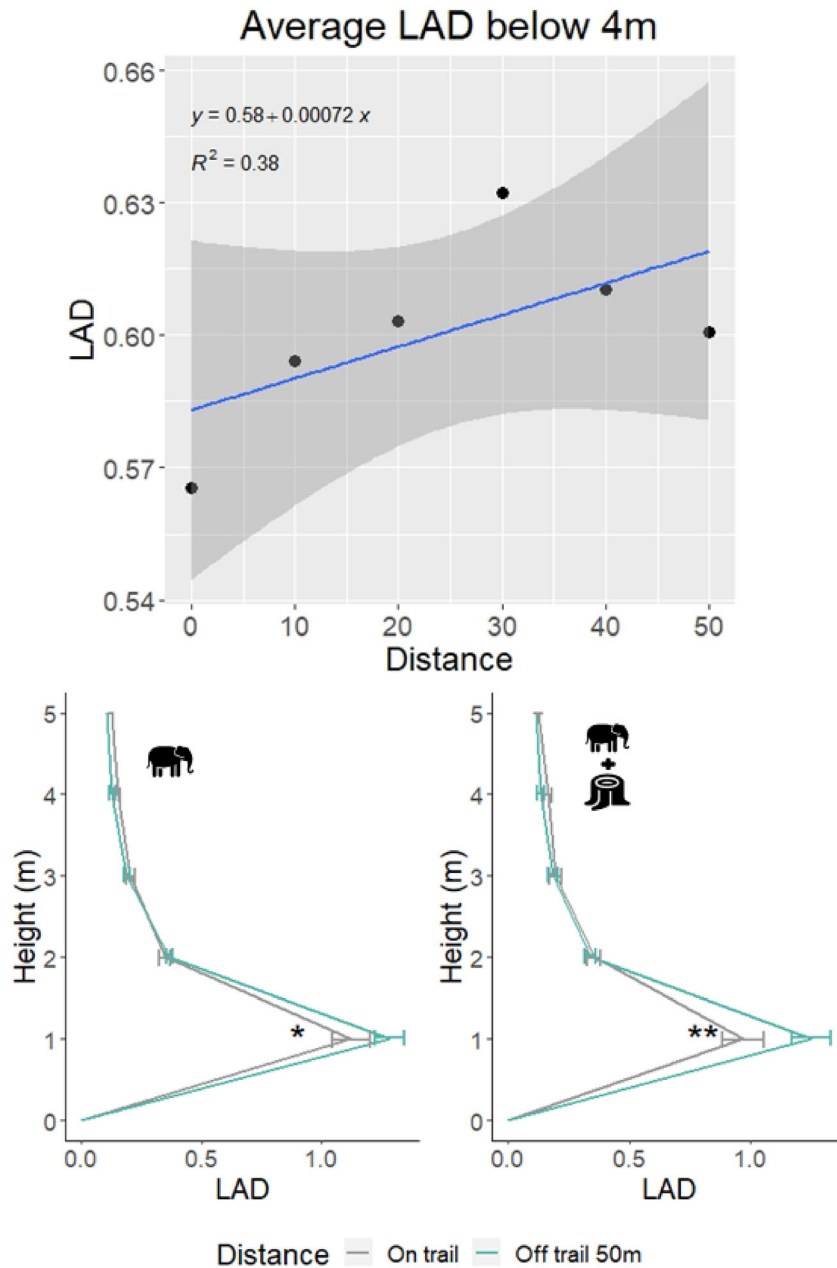 Average LAD below 4m
0.66
y = 0.58 + 0.00072 x
R² = 0.38
0.63
LAD
0.60
0.57
0.54
0 10 20 30 40 50
Distance
5 5
+
4 4
Height (m) Height (m)
3 3
2 2
* **
1 1
0 0
0.0 0.5 1.0 0.0 0.5 1.0
LAD LAD
Distance On trail Off trail 50m